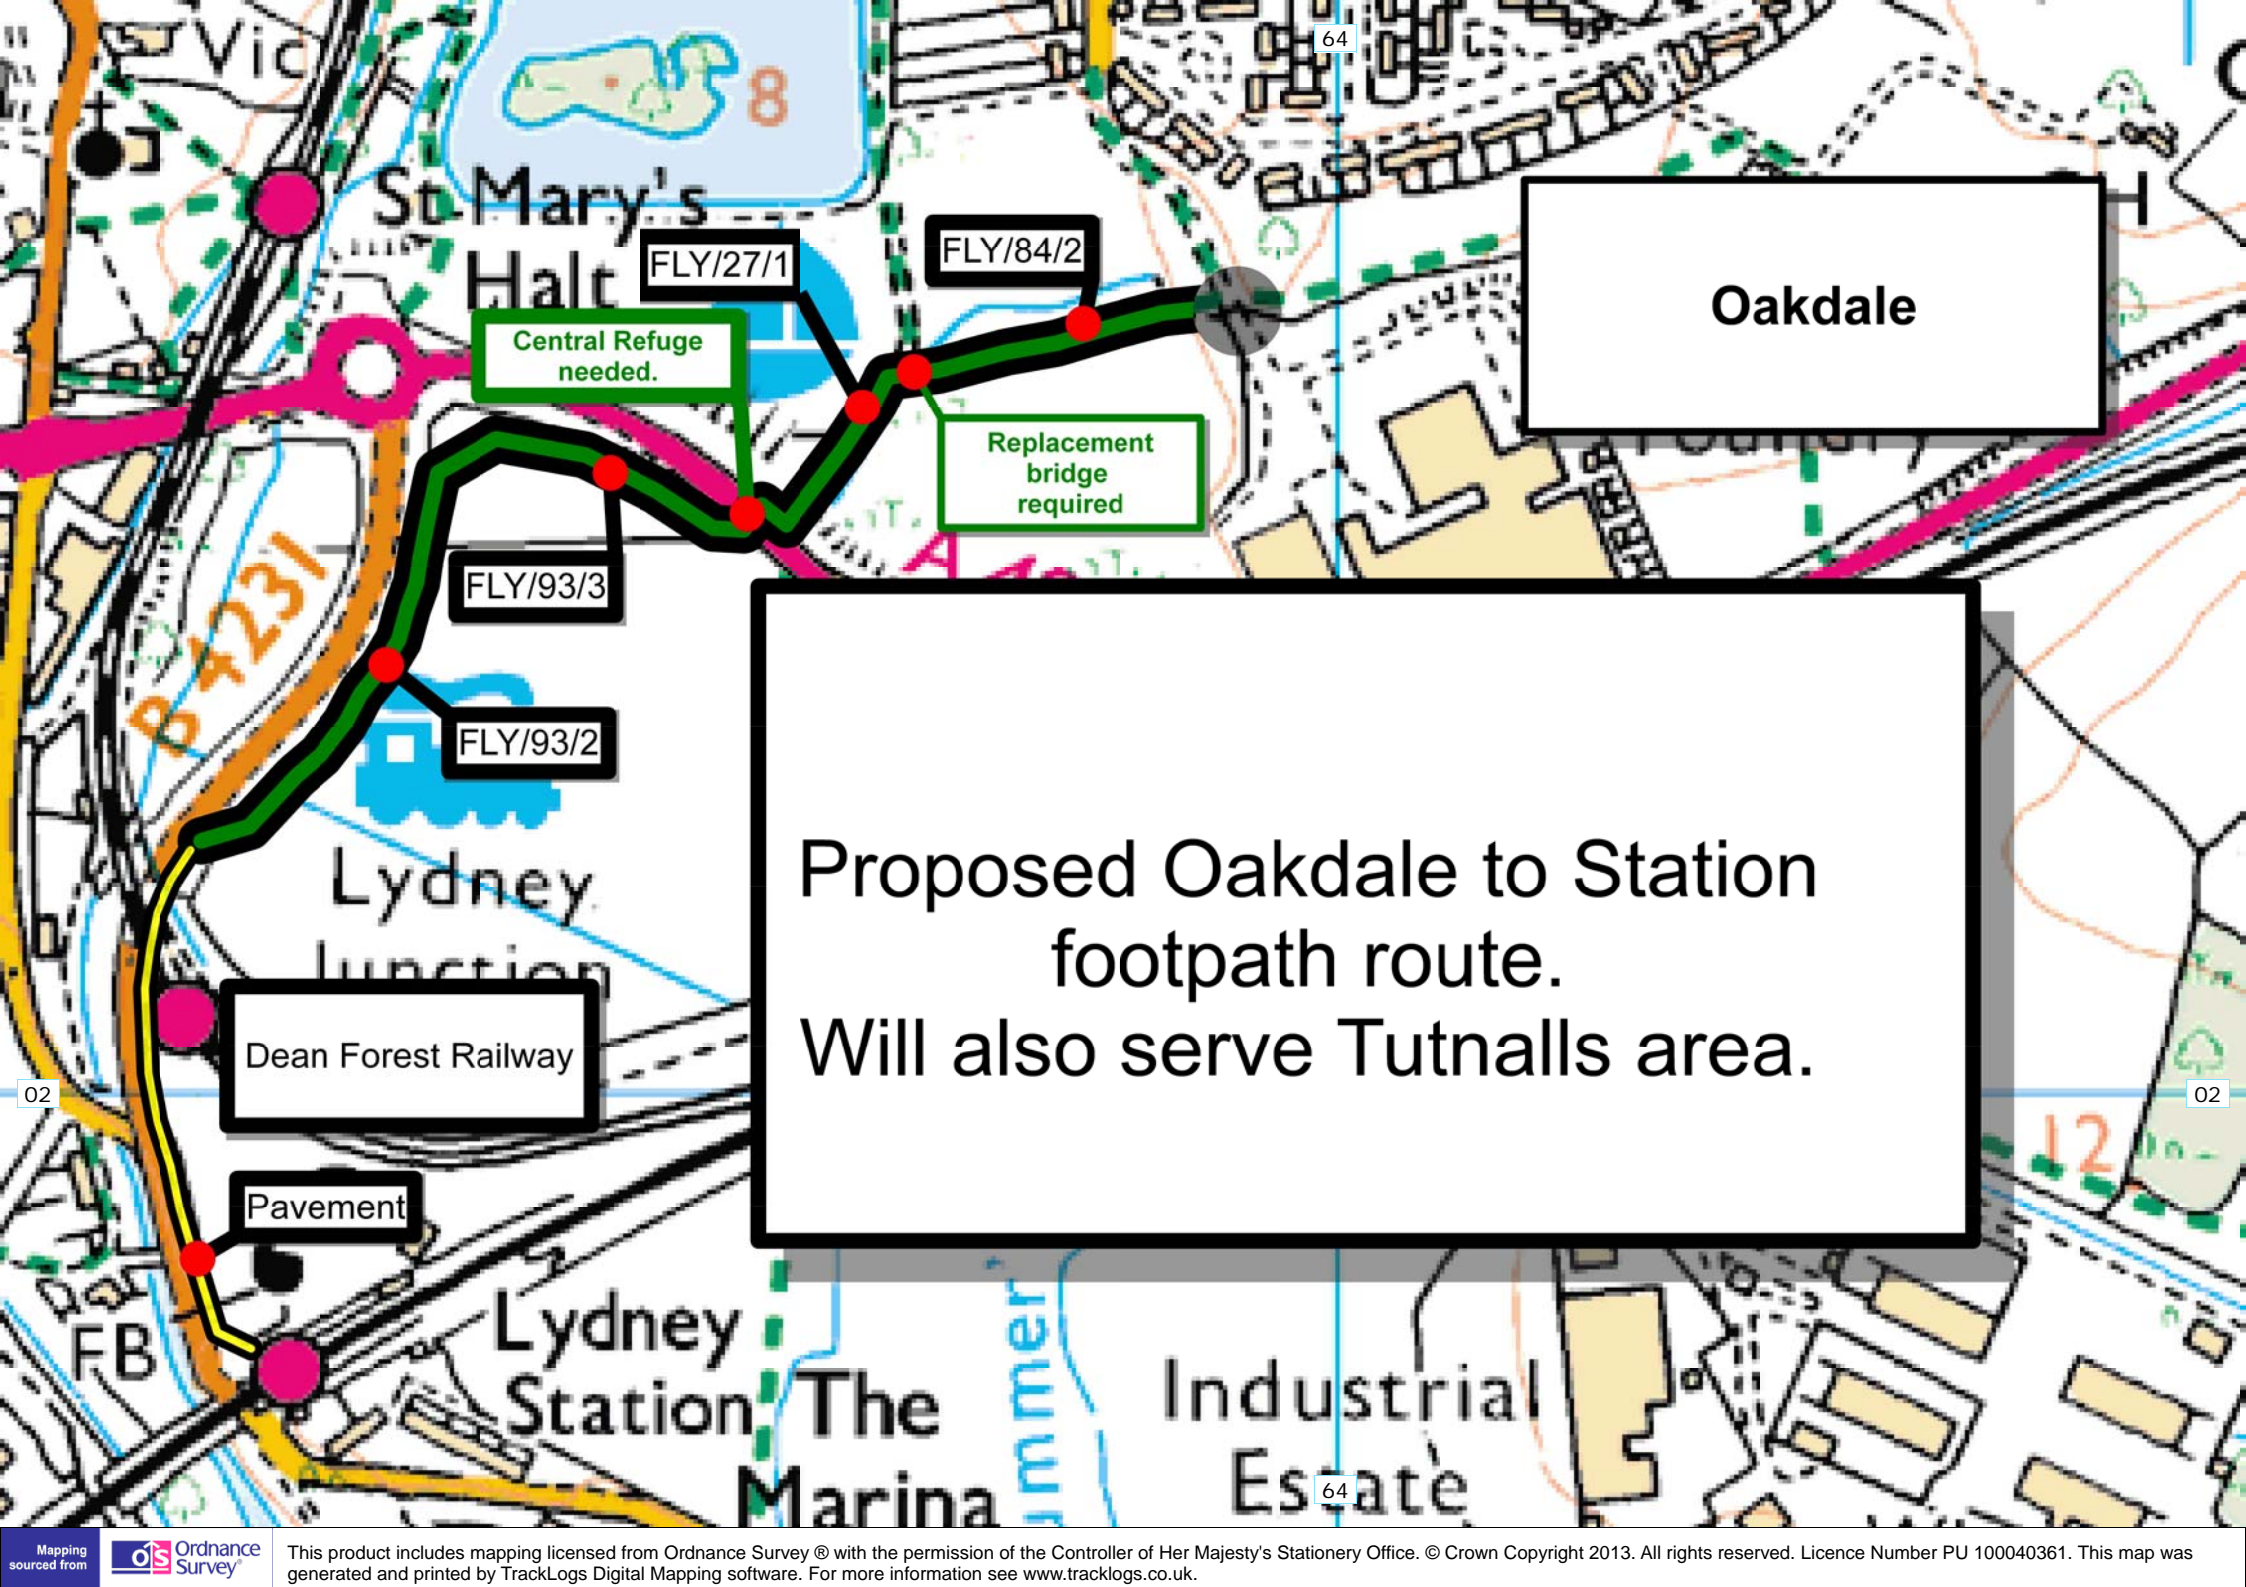 64
Vic
8
St Mary's
Halt
FLY/27/1
FLY/84/2
Central Refuge
needed.
Oakdale
Replacement
bridge
required
FLY/93/3
B 4231
FLY/93/2
Lydney
Junction
Proposed Oakdale to Station
footpath route.
Will also serve Tutnalls area.
Dean Forest Railway
02
02
12
Pavement
FB
Lydney
Station
The
Marina
Industrial
Estate
64
Mapping
sourced from
Ordnance
Survey®
This product includes mapping licensed from Ordnance Survey ® with the permission of the Controller of Her Majesty's Stationery Office. © Crown Copyright 2013. All rights reserved. Licence Number PU 100040361. This map was
generated and printed by TrackLogs Digital Mapping software. For more information see www.tracklogs.co.uk.